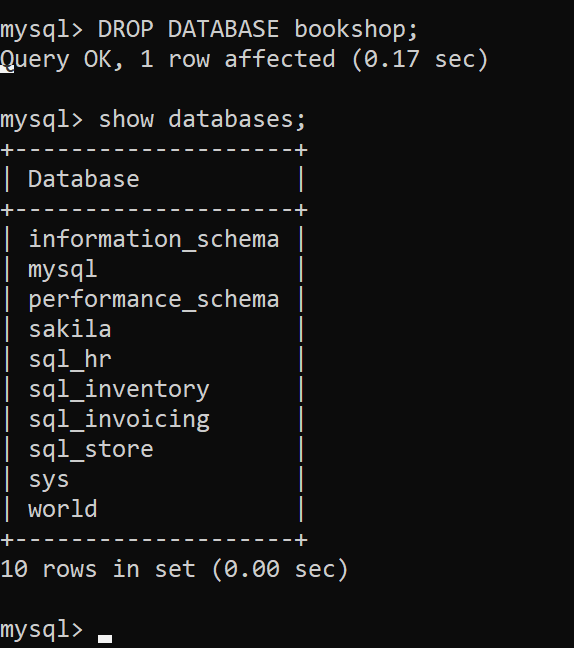 mysql> DROP DATABASE bookshop;
Query OK, 1 row affected (0.17 sec)
mysql> show databases;
+--------------------+
| Database           |
+--------------------+
| information_schema |
| mysql              |
| performance_schema |
| sakila             |
| sql_hr             |
| sql_inventory      |
| sql_invoicing      |
| sql_store          |
| sys                |
| world              |
+--------------------+
10 rows in set (0.00 sec)
mysql>